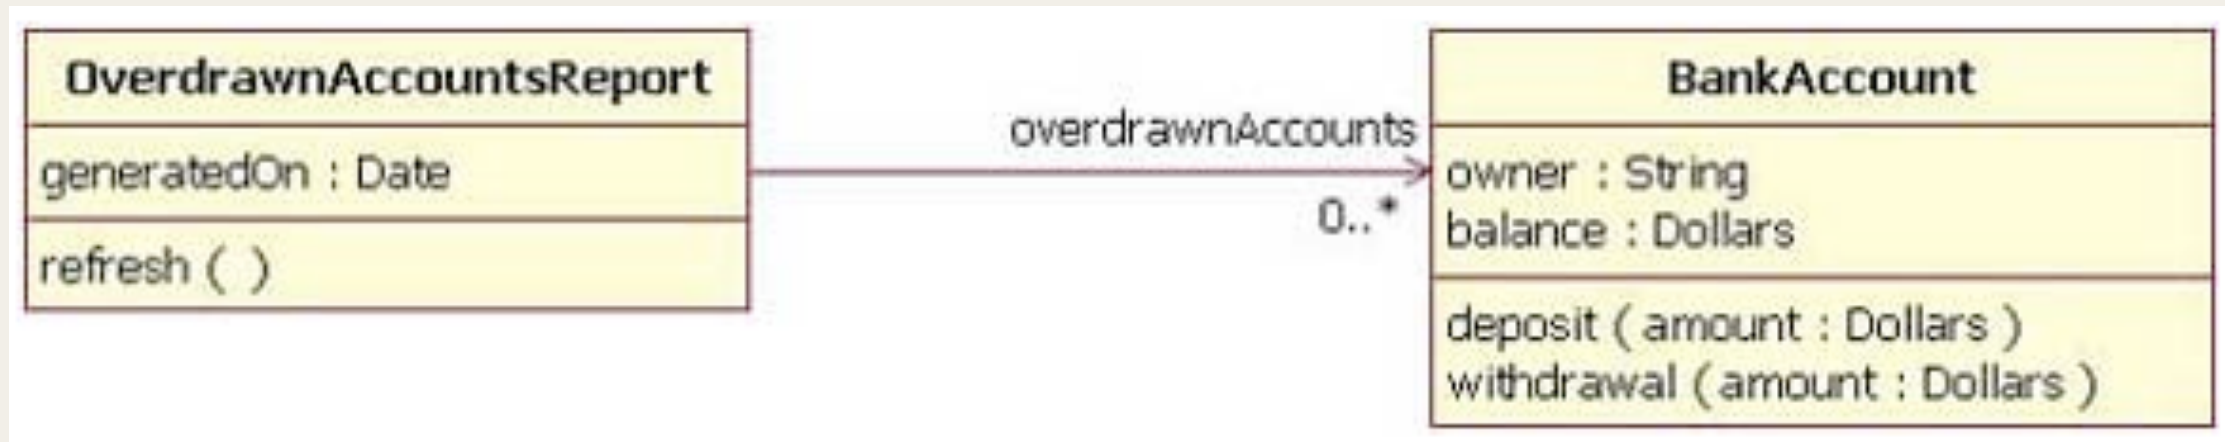 OverdrawnAccountsReport
generatedOn : Date
refresh ( )
overdrawnAccounts
0..*
BankAccount
owner : String
balance : Dollars
deposit ( amount : Dollars )
withdrawal ( amount : Dollars )